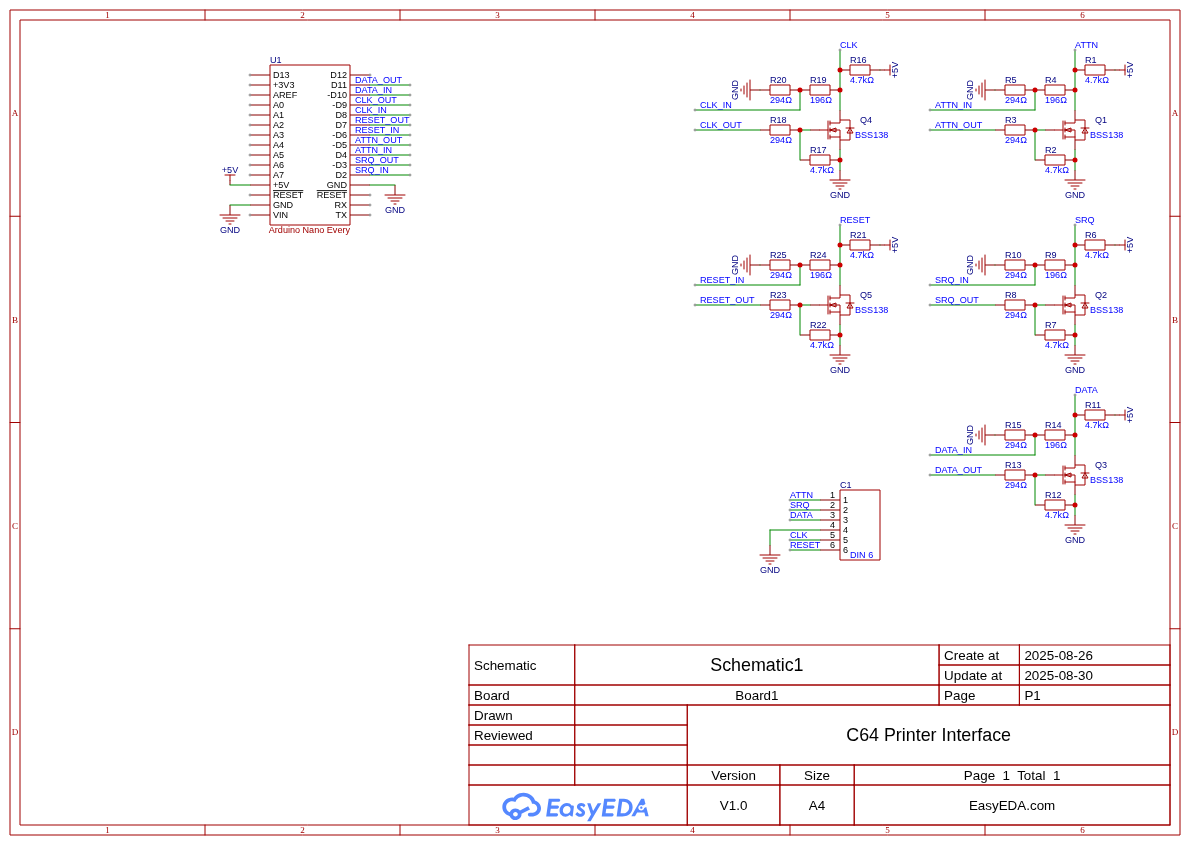 1 2 3 4 5 6
A A
B B
C C
D D
U1
D13 D12
+3V3 D11 DATA_OUT
AREF -D10 DATA_IN
A0 -D9 CLK_OUT
A1 D8 CLK_IN
A2 D7 RESET_OUT
A3 -D6 RESET_IN
A4 -D5 ATTN_OUT
A5 D4 ATTN_IN
A6 -D3 SRQ_OUT
A7 D2 SRQ_IN
+5V +5V GND
RESET RESET
GND RX
VIN TX
GND
GND
Arduino Nano Every
CLK
R16
4.7kΩ
+5V
GND
R20 R19
294Ω 196Ω
CLK_IN
CLK_OUT
R18
294Ω
Q4
BSS138
R17
4.7kΩ
GND
ATTN
R1
4.7kΩ
+5V
GND
R5 R4
294Ω 196Ω
ATTN_IN
ATTN_OUT
R3
294Ω
Q1
BSS138
R2
4.7kΩ
GND
RESET
R21
4.7kΩ
+5V
GND
R25 R24
294Ω 196Ω
RESET_IN
RESET_OUT
R23
294Ω
Q5
BSS138
R22
4.7kΩ
GND
SRQ
R6
4.7kΩ
+5V
GND
R10 R9
294Ω 196Ω
SRQ_IN
SRQ_OUT
R8
294Ω
Q2
BSS138
R7
4.7kΩ
GND
DATA
R11
4.7kΩ
+5V
GND
R15 R14
294Ω 196Ω
DATA_IN
DATA_OUT
R13
294Ω
Q3
BSS138
R12
4.7kΩ
GND
C1
ATTN 1 1
SRQ 2 2
DATA 3 3
4 4
CLK 5 5
RESET 6 6
DIN 6
GND
Schematic Schematic1 Create at 2025-08-26
Update at 2025-08-30
Board Board1 Page P1
Drawn
Reviewed
C64 Printer Interface
Version Size Page 1 Total 1
EasyEDA V1.0 A4 EasyEDA.com
1 2 3 4 5 6